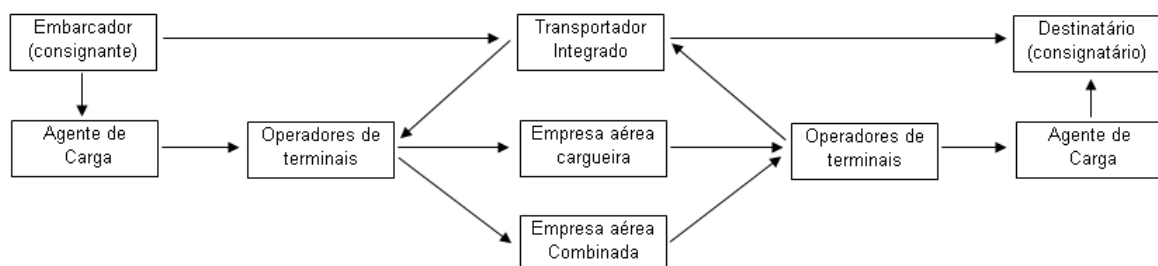 Embarcador
(consignante)
Transportador
Integrado
Destinatário
(consignatário)
Agente de
Carga
Operadores de
terminais
Empresa aérea
cargueira
Operadores de
terminais
Agente de
Carga
Empresa aérea
Combinada